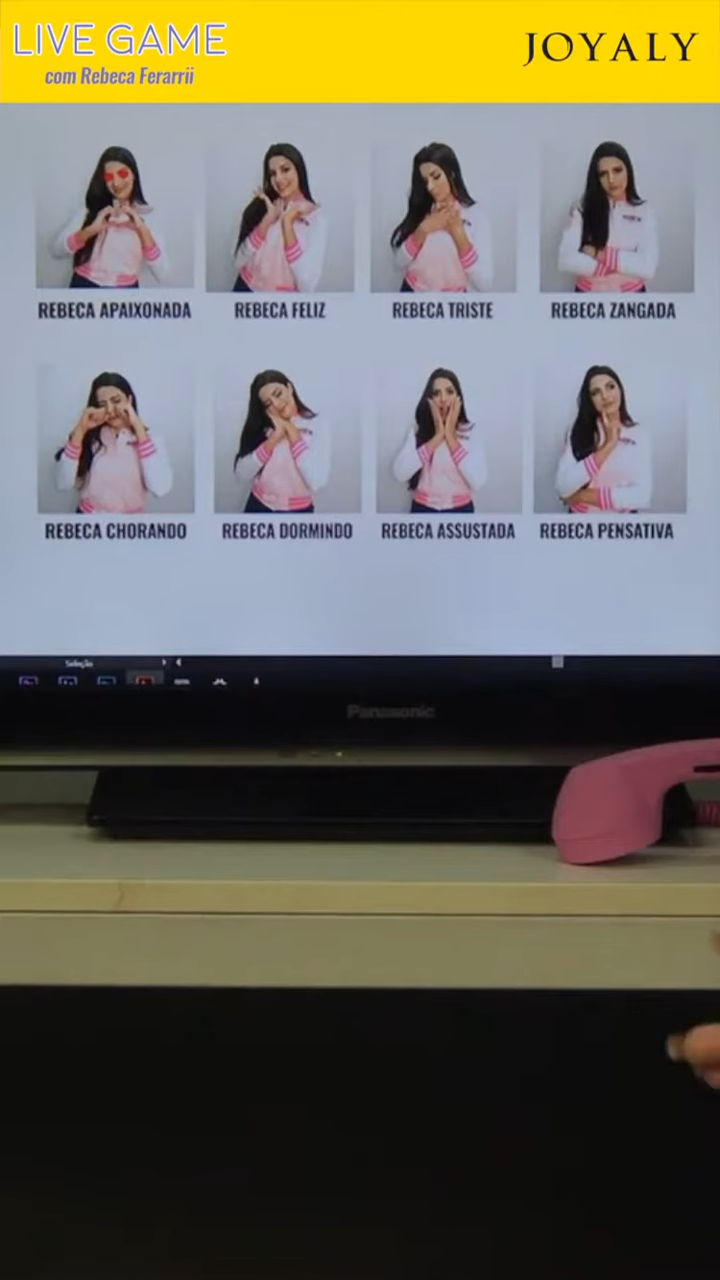 LIVE GAME
com Rebeca Ferarrii
JOYALY
REBECA APAIXONADA
REBECA FELIZ
REBECA TRISTE
REBECA ZANGADA
REBECA CHORANDO
REBECA DORMINDO
REBECA ASSUSTADA
REBECA PENSATIVA
Seleção
Panasonic